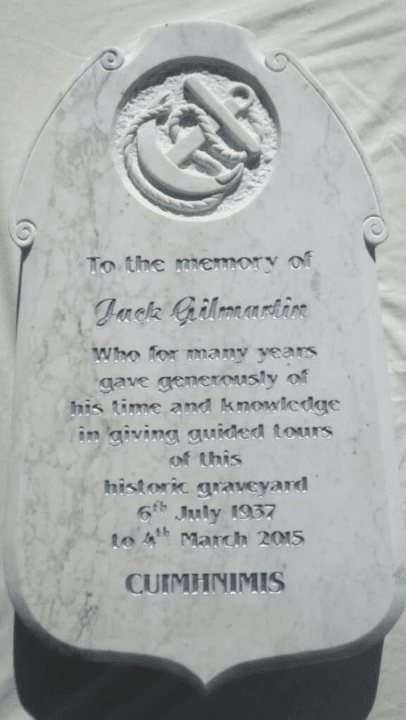 To the memory of
Jack Gilmartin
Who for many years
gave generously of
his time and knowledge
in giving guided tours
of this
historic graveyard
6th July 1937
to 4th March 2015
CUIMHNIMIS